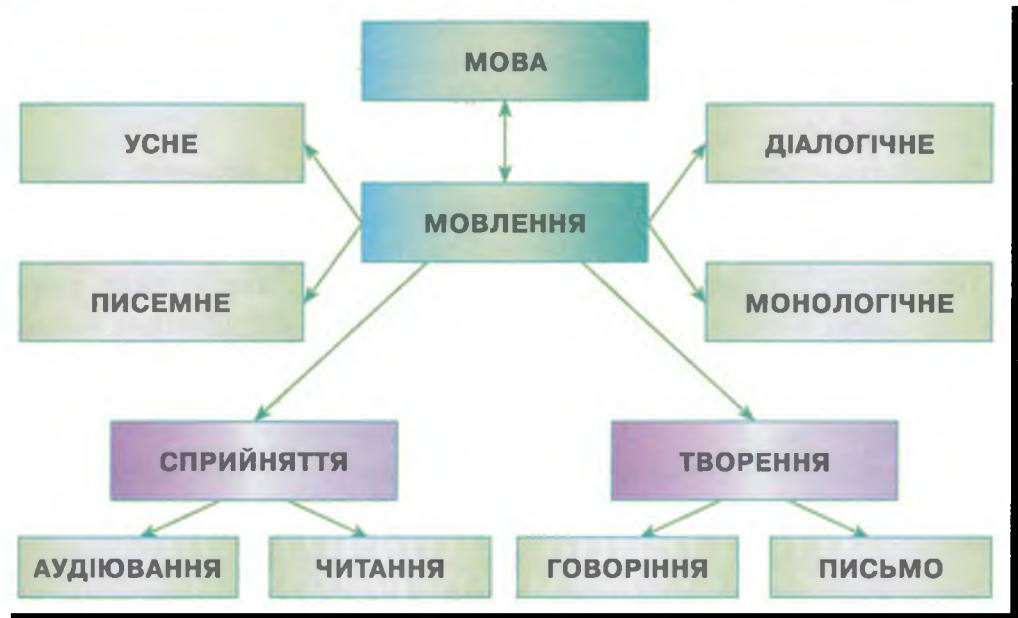 МОВА
УСНЕ
ДІАЛОГІЧНЕ
МОВЛЕННЯ
ПИСЕМНЕ
МОНОЛОГІЧНЕ
СПРИЙНЯТТЯ
ТВОРЕННЯ
АУДІЮВАННЯ
ЧИТАННЯ
ГОВОРІННЯ
ПИСЬМО